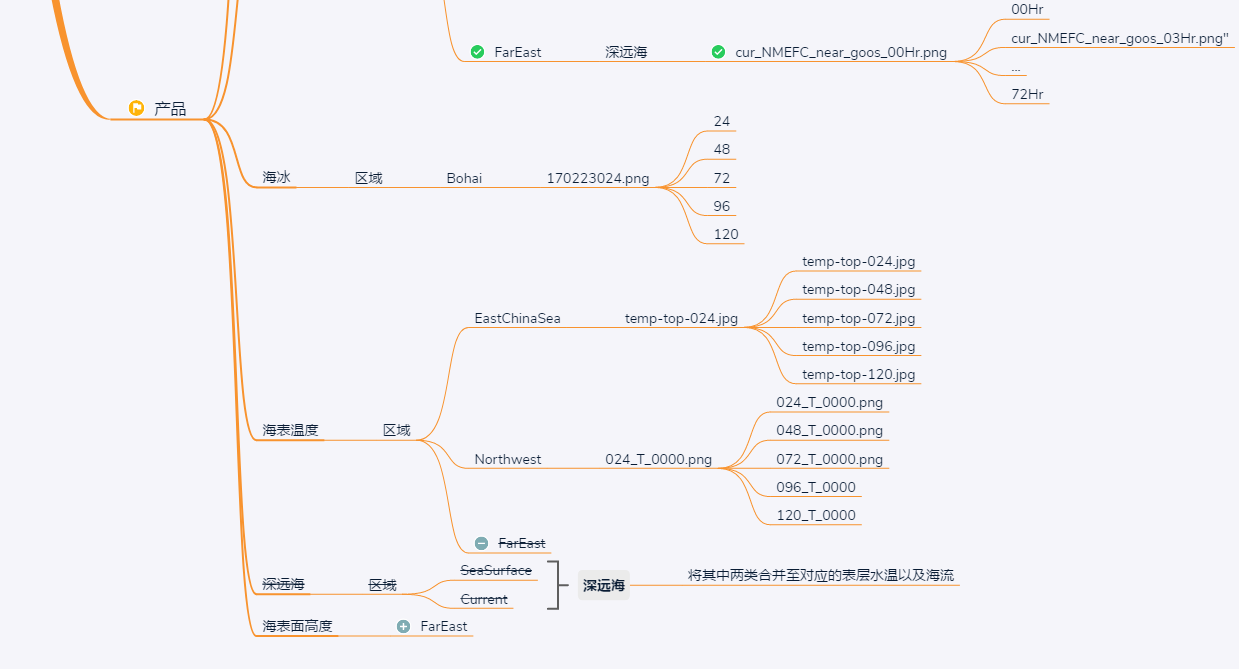 00Hr
FarEast 深远海 cur_NMEFC_near_goos_00Hr.png
cur_NMEFC_near_goos_03Hr.png"
...
72Hr
产品
海冰 区域 Bohai 170223024.png
24
48
72
96
120
海表温度 区域
EastChinaSea temp-top-024.jpg
temp-top-024.jpg
temp-top-048.jpg
temp-top-072.jpg
temp-top-096.jpg
temp-top-120.jpg
Northwest 024_T_0000.png
024_T_0000.png
048_T_0000.png
072_T_0000.png
096_T_0000
120_T_0000
FarEast
深远海 区域
SeaSurface
Current
深远海 将其中两类合并至对应的表层水温以及海流
海表面高度 FarEast